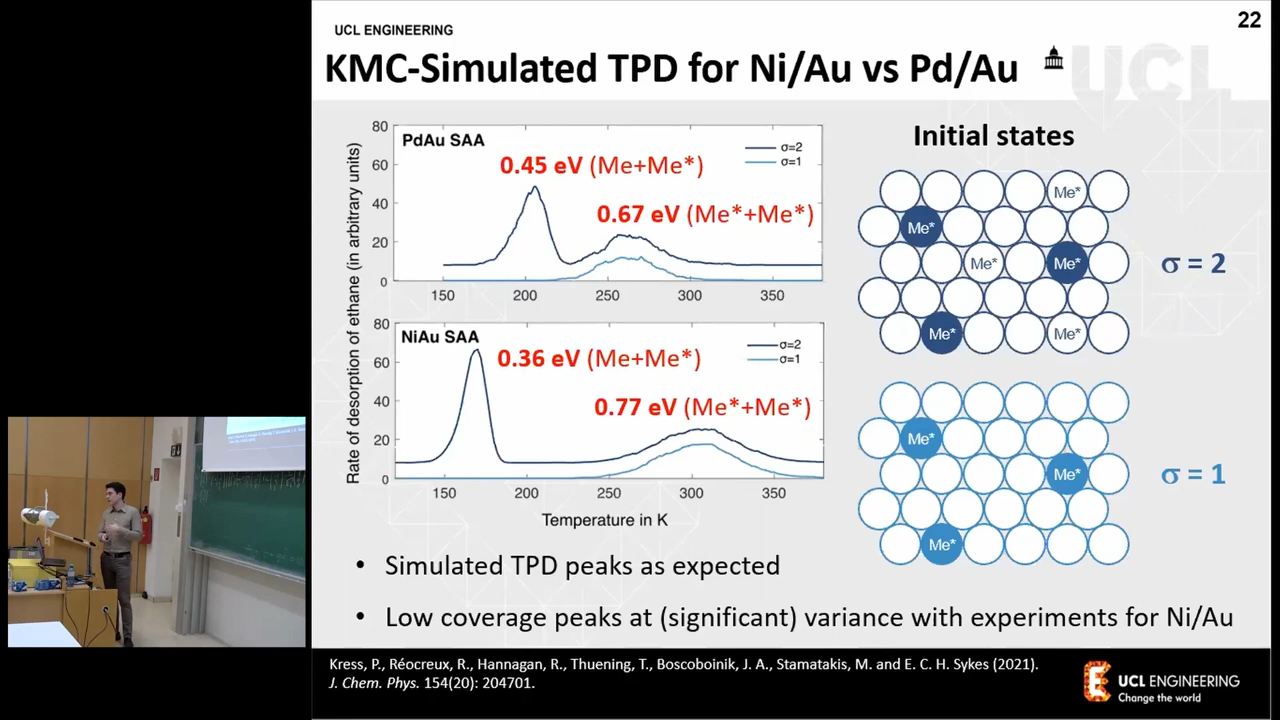 22
UCL ENGINEERING
KMC-Simulated TPD for Ni/Au vs Pd/Au
UCL
Rate of desorption of ethane (in arbitrary units)
80
60
40
20
0
PdAu SAA
σ=2
σ=1
0.45 eV (Me+Me*)
0.67 eV (Me*+Me*)
150
200
250
300
350
80
60
40
20
0
NiAu SAA
σ=2
σ=1
0.36 eV (Me+Me*)
0.77 eV (Me*+Me*)
150
200
250
300
350
Temperature in K
Initial states
Me*
Me*
Me*
Me*
Me*
Me*
σ = 2
Me*
Me*
Me*
σ = 1
• Simulated TPD peaks as expected
• Low coverage peaks at (significant) variance with experiments for Ni/Au
Kress, P., Réocreux, R., Hannagan, R., Thuening, T., Boscoboinik, J. A., Stamatakis, M. and E. C. H. Sykes (2021).
J. Chem. Phys. 154(20): 204701.
UCL ENGINEERING
Change the world